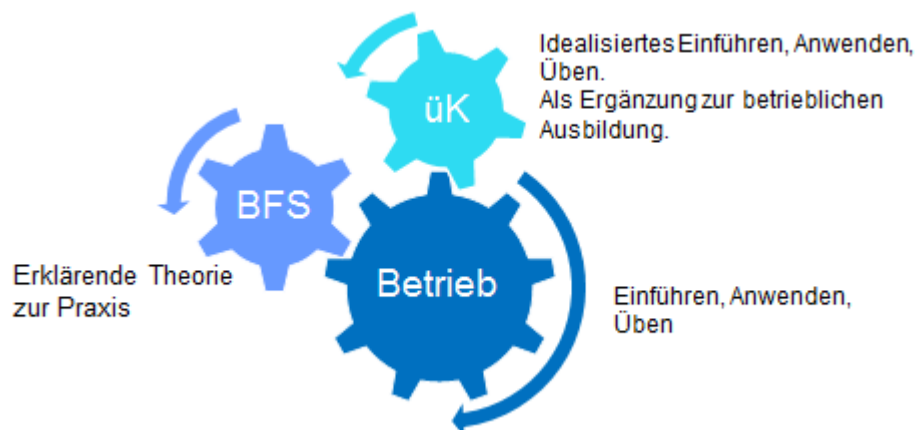 Idealisiertes Einführen, Anwenden,
Üben.
Als Ergänzung zur betrieblichen
Ausbildung.
üK
BFS
Betrieb
Erklärende Theorie
zur Praxis
Einführen, Anwenden,
Üben